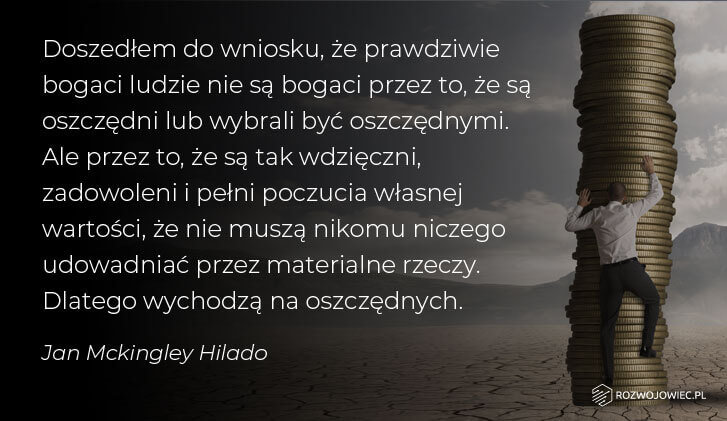 Doszedłem do wniosku, że prawdziwie
bogaci ludzie nie są bogaci przez to, że są
oszczędni lub wybrali być oszczędnymi.
Ale przez to, że są tak wdzięczni,
zadowoleni i pełni poczucia własnej
wartości, że nie muszą nikomu niczego
udowadniać przez materialne rzeczy.
Dlatego wychodzą na oszczędnych.
Jan Mckingley Hilado
ROZWOJOWIEC.PL